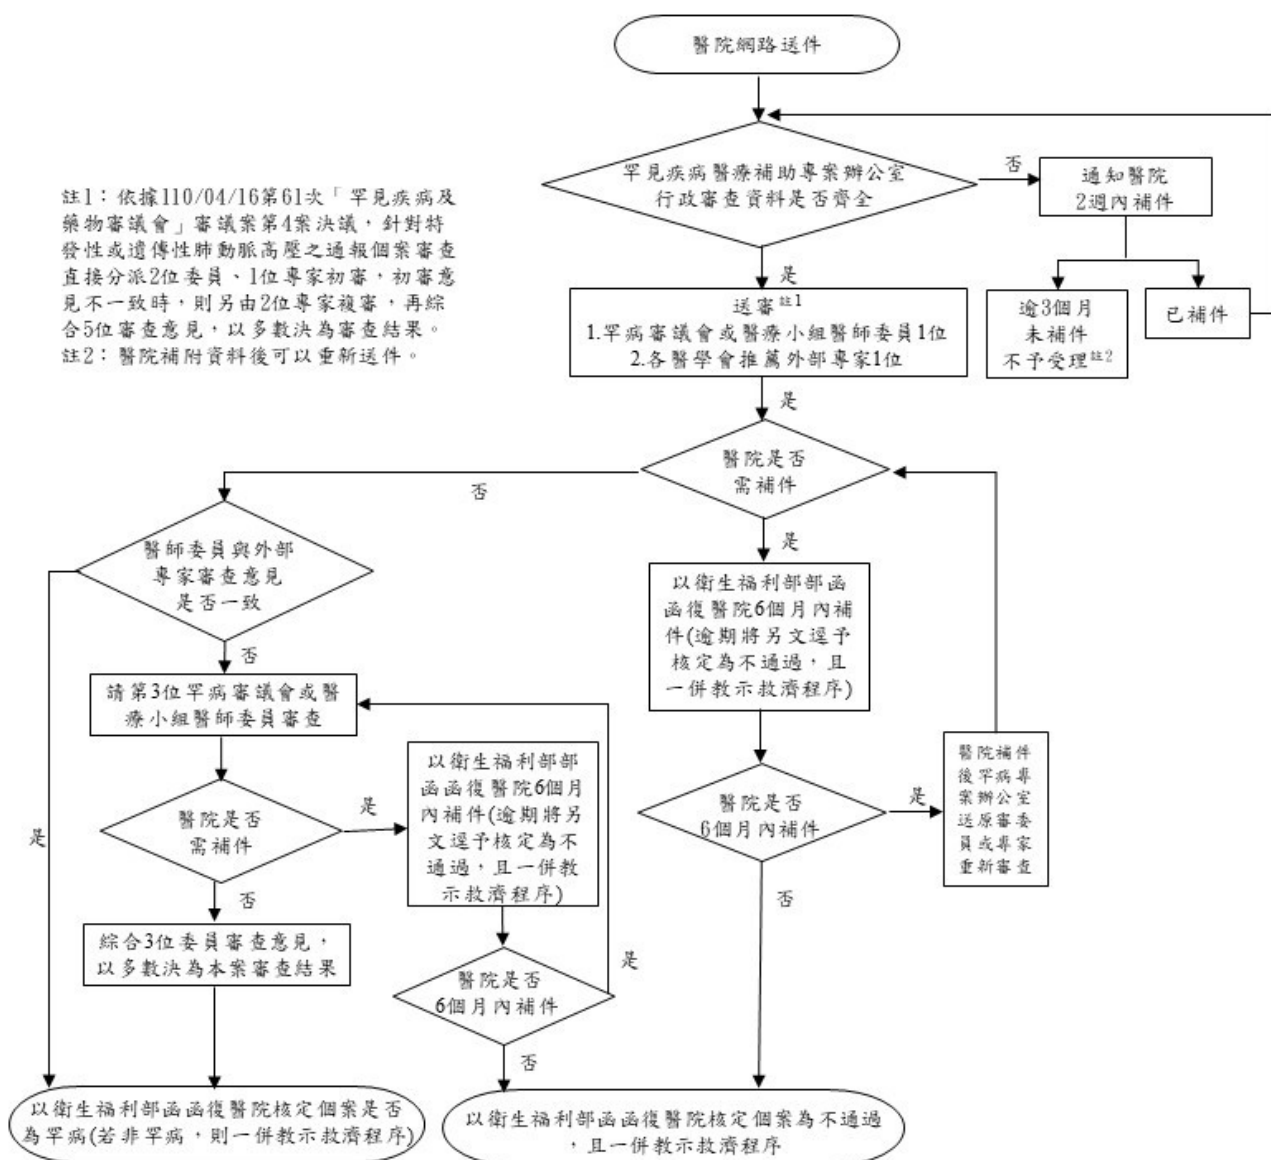 醫院網路送件
罕見疾病醫療補助專案辦公室
行政審查資料是否齊全
否
通知醫院
2週內補件
註1：依據110/04/16第61次「罕見疾病及
藥物審議會」審議案第4案決議，針對特
發性或遺傳性肺動脈高壓之通報個案審查
直接分派2位委員、1位專家初審，初審意
見不一致時，則另由2位專家複審，再綜
合5位審查意見，以多數決為審查結果。
註2：醫院補附資料後可以重新送件。
是
送審註1
1.罕病審議會或醫療小組醫師委員1位
2.各醫學會推薦外部專家1位
逾3個月
未補件
不予受理註2
已補件
是
醫院是否
需補件
否
是
醫師委員與外部
專家審查意見
是否一致
以衛生福利部部函
函復醫院6個月內補
件(逾期將另文逕予
核定為不通過，且
一併教示救濟程序)
否
請第3位罕病審議會或醫
療小組醫師委員審查
以衛生福利部部
函函復醫院6個月
內補件(逾期將另
文逕予核定為不
通過，且一併教
示救濟程序)
醫院是否
6個月內補件
是
醫院補件
後罕病專
案辦公室
送原審委
員或專家
重新審查
是
醫院是否
需補件
是
否
否
綜合3位委員審查意見，
以多數決為本案審查結果
醫院是否
6個月內補件
是
否
以衛生福利部函函復醫院核定個案是否
為罕病(若非罕病，則一併教示救濟程序)
以衛生福利部函函復醫院核定個案為不通過
，且一併教示救濟程序